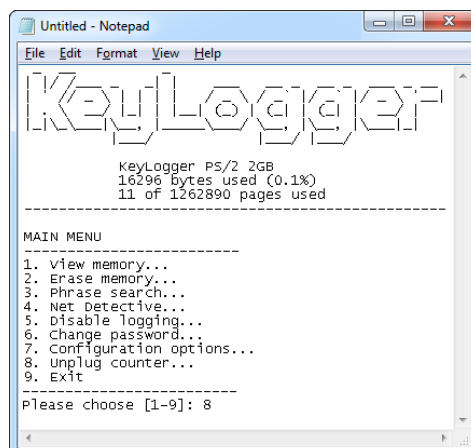 Untitled - Notepad
File Edit Format View Help
KeyLogger
KeyLogger PS/2 2GB
16296 bytes used (0.1%)
11 of 1262890 pages used
MAIN MENU
1. View memory...
2. Erase memory...
3. Phrase search...
4. Net Detective...
5. Disable logging...
6. Change password...
7. Configuration options...
8. Unplug counter...
9. Exit
Please choose [1-9]: 8